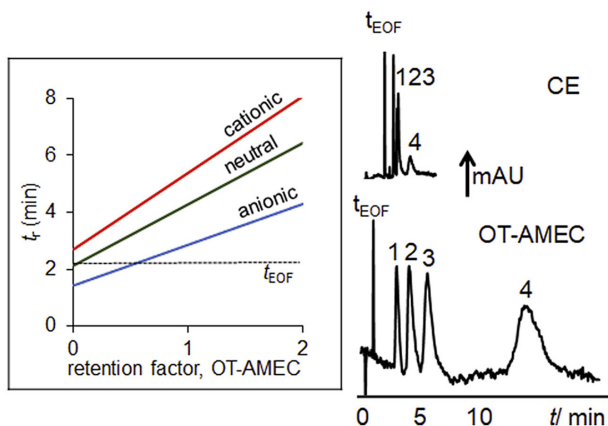 8
6
4
2
0
t_r (min)
cationic
neutral
anionic
t_EOF
0 1 2
retention factor, OT-AMEC
t_EOF
123
4
CE
mAU
t_EOF
OT-AMEC
1 2 3
4
0 5 10 t/ min